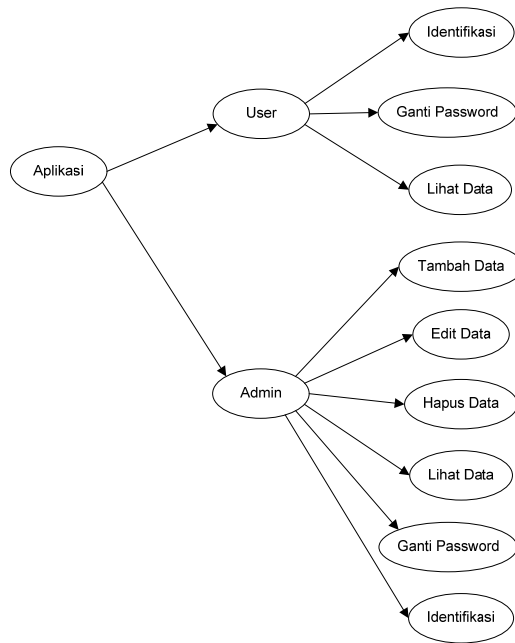 Identifikasi
User
Ganti Password
Aplikasi
Lihat Data
Tambah Data
Edit Data
Admin
Hapus Data
Lihat Data
Ganti Password
Identifikasi